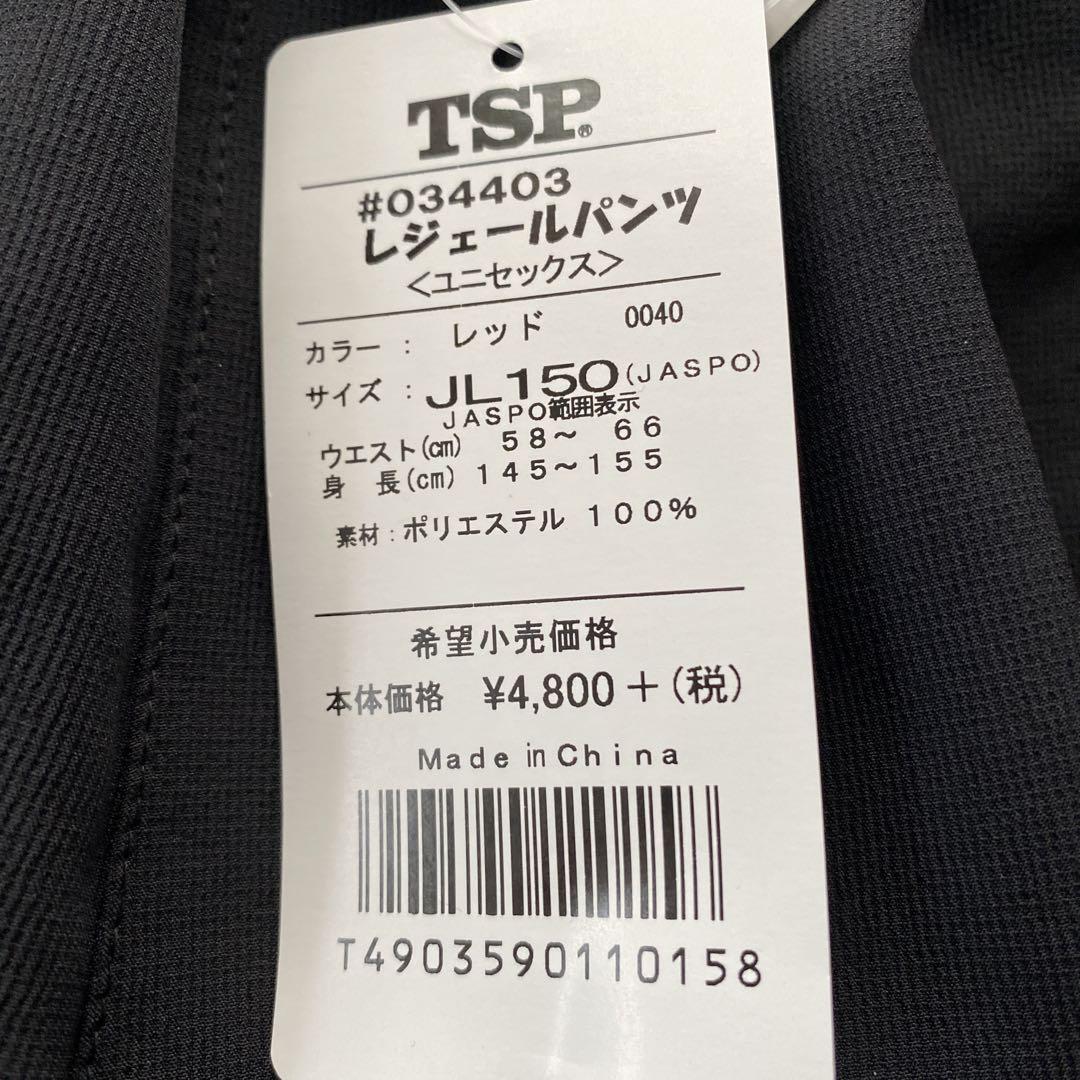 TSP®
#034403
レジェールパンツ
<ユニセックス>
カラー : レッド 0040
サイズ : JL150(JASPO)
JASPO範囲表示
ウエスト(cm) 58～ 66
身 長(cm) 145～155
素材:ポリエステル 100%
希望小売価格
本体価格 ¥4,800+(税)
Made in China
T4903590110158